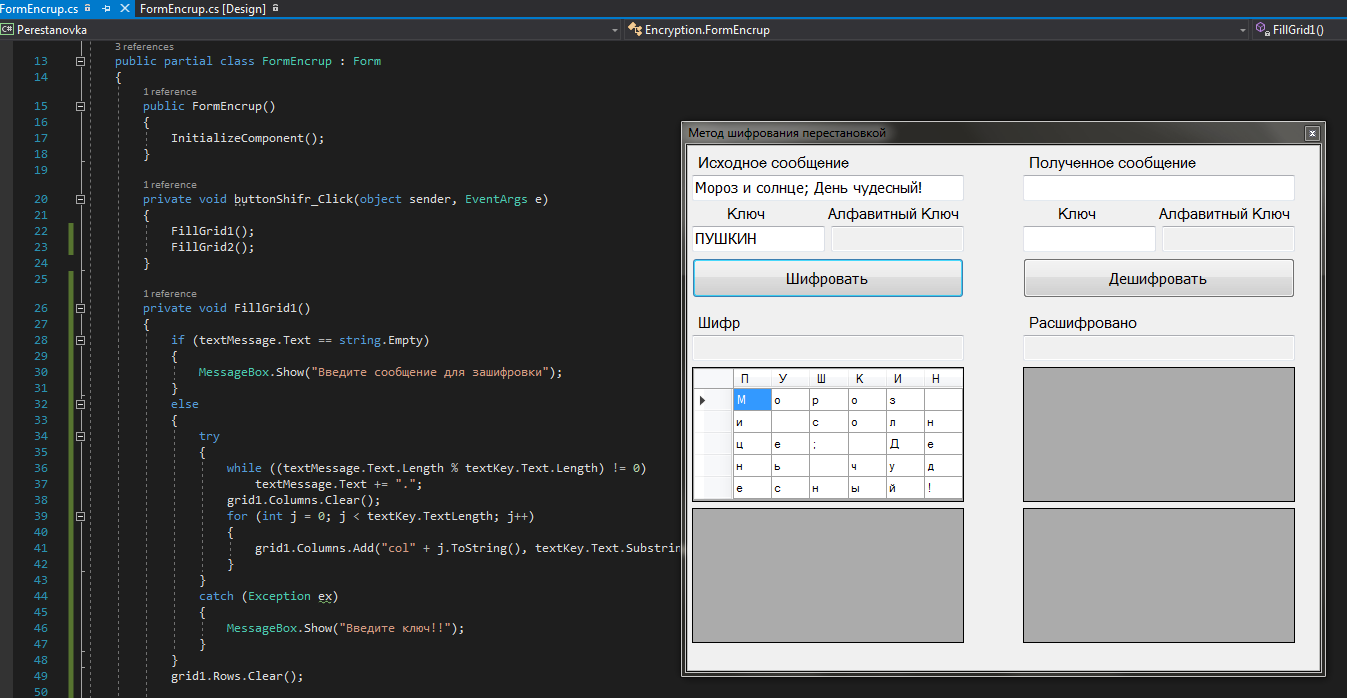 FormEncrup.cs
FormEncrup.cs [Design]
C# Perestanovka
Encryption.FormEncrup
FillGrid1()
3 references
13 public partial class FormEncrup : Form
14 {
1 reference
15 public FormEncrup()
16 {
17 InitializeComponent();
18 }
19
1 reference
20 private void buttonShifr_Click(object sender, EventArgs e)
21 {
22 FillGrid1();
23 FillGrid2();
24 }
25
1 reference
26 private void FillGrid1()
27 {
28 if (textMessage.Text == string.Empty)
29 {
30 MessageBox.Show("Введите сообщение для зашифровки");
31 }
32 else
33 {
34 try
35 {
36 while ((textMessage.Text.Length % textKey.Text.Length) != 0)
37 textMessage.Text += ".";
38 grid1.Columns.Clear();
39 for (int j = 0; j < textKey.TextLength; j++)
40 {
41 grid1.Columns.Add("col" + j.ToString(), textKey.Text.Substrin
42 }
43 }
44 catch (Exception ex)
45 {
46 MessageBox.Show("Введите ключ!!");
47 }
48 }
49 grid1.Rows.Clear();
50
Метод шифрования перестановкой
x
Исходное сообщение
Мороз и солнце; День чудесный!
Ключ Алфавитный Ключ
ПУШКИН
Шифровать
Шифр
П У Ш К И Н
М о р о з
и с о л н
ц е ; Д е
н ь ч у д
е с н ы й !
Полученное сообщение
Ключ Алфавитный Ключ
Дешифровать
Расшифровано